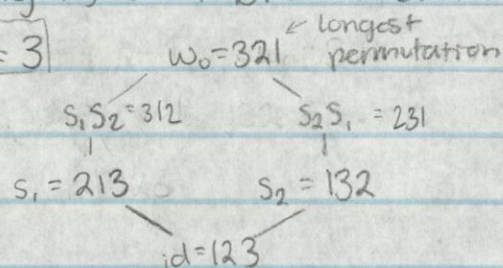 = 3
w₀ = 321 ← longest permutation
s₁s₂ = 312 s₂s₁ = 231
s₁ = 213 s₂ = 132
id = 123